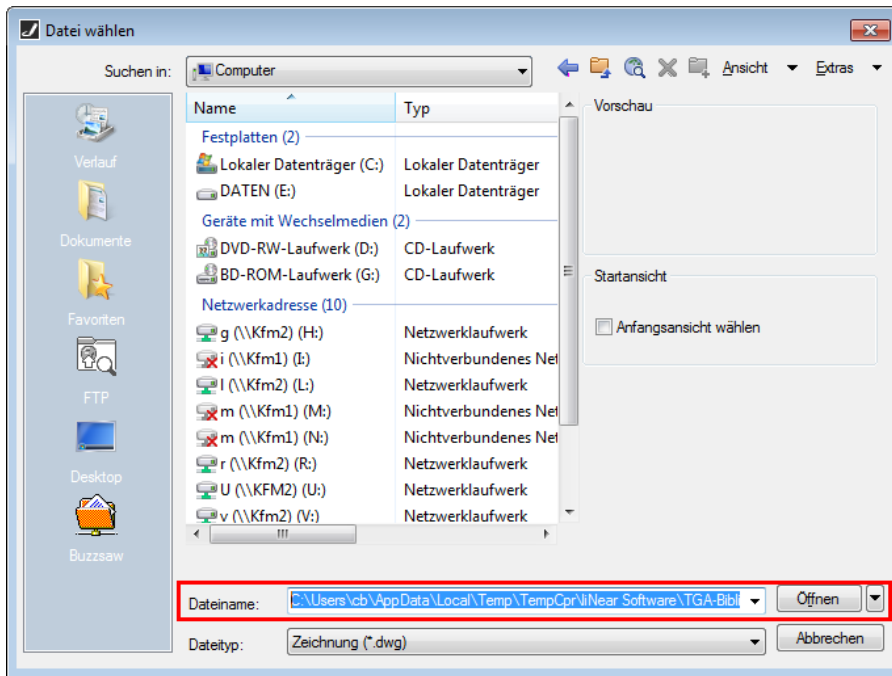 Datei wählen
Suchen in: Computer Ansicht Extras
Verlauf
Dokumente
Favoriten
FTP
Desktop
Buzzsaw
Name Typ
Festplatten (2)
Lokaler Datenträger (C:) Lokaler Datenträger
DATEN (E:) Lokaler Datenträger
Geräte mit Wechselmedien (2)
DVD-RW-Laufwerk (D:) CD-Laufwerk
BD-ROM-Laufwerk (G:) CD-Laufwerk
Netzwerkadresse (10)
g (\\Kfm2) (H:) Netzwerklaufwerk
i (\\Kfm1) (I:) Nichtverbundenes Net
l (\\Kfm2) (L:) Netzwerklaufwerk
m (\\Kfm1) (M:) Nichtverbundenes Net
m (\\Kfm1) (N:) Nichtverbundenes Net
r (\\Kfm2) (R:) Netzwerklaufwerk
U (\\KFM2) (U:) Netzwerklaufwerk
v (\\Kfm2) (V:) Netzwerklaufwerk
Vorschau
Startansicht
Anfangsansicht wählen
Dateiname: C:\Users\cb\AppData\Local\Temp\TempCpr\liNear Software\TGA-Bibli Öffnen
Dateityp: Zeichnung (*.dwg) Abbrechen